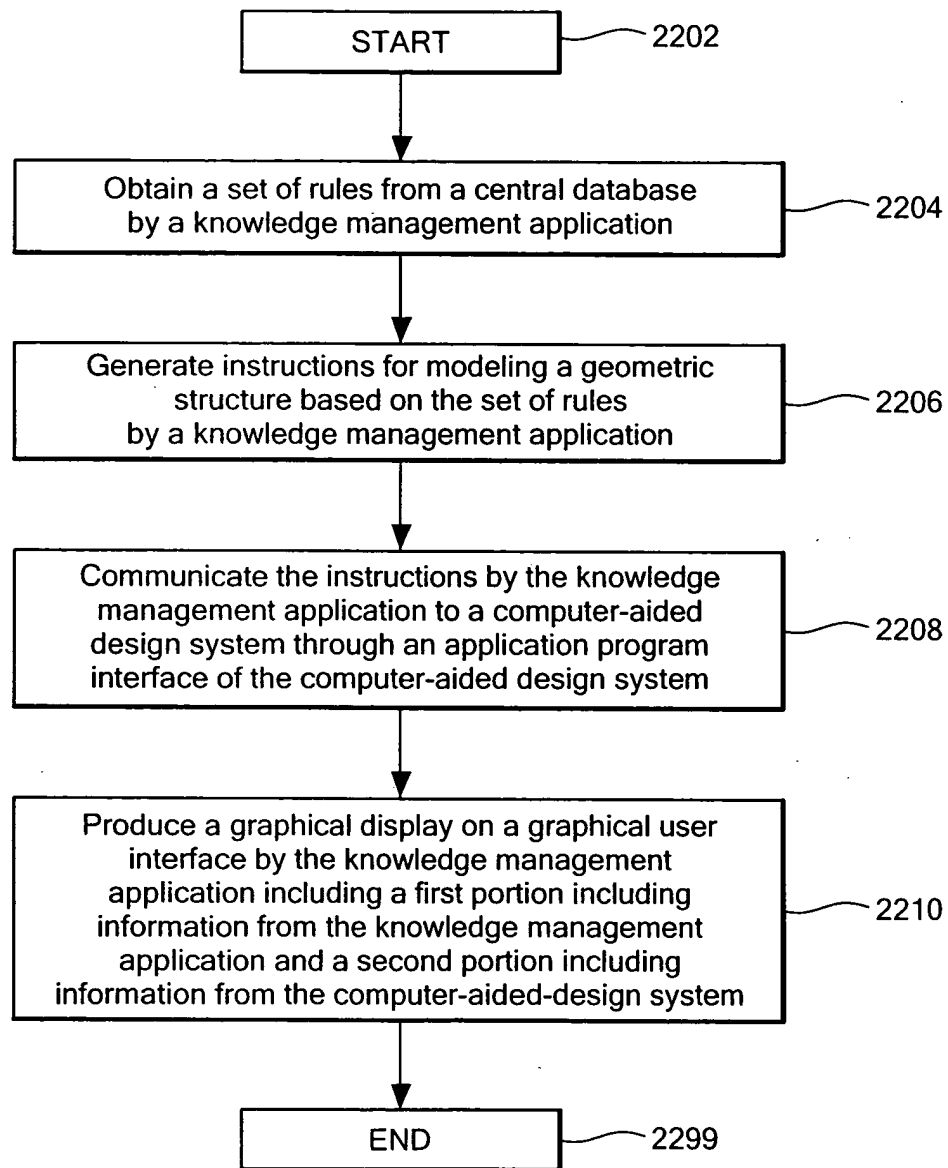 START
2202
Obtain a set of rules from a central database
by a knowledge management application
2204
Generate instructions for modeling a geometric
structure based on the set of rules
by a knowledge management application
2206
Communicate the instructions by the knowledge
management application to a computer-aided
design system through an application program
interface of the computer-aided design system
2208
Produce a graphical display on a graphical user
interface by the knowledge management
application including a first portion including
information from the knowledge management
application and a second portion including
information from the computer-aided-design system
2210
END
2299